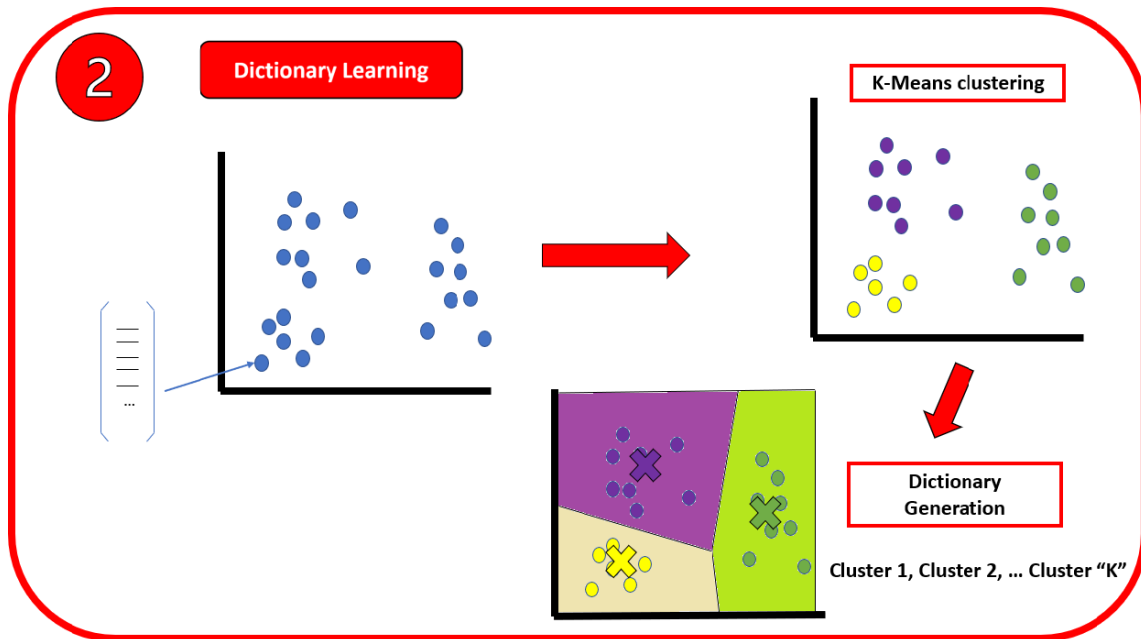 2
Dictionary Learning
K-Means clustering
...
Dictionary
Generation
Cluster 1, Cluster 2, ... Cluster “K”